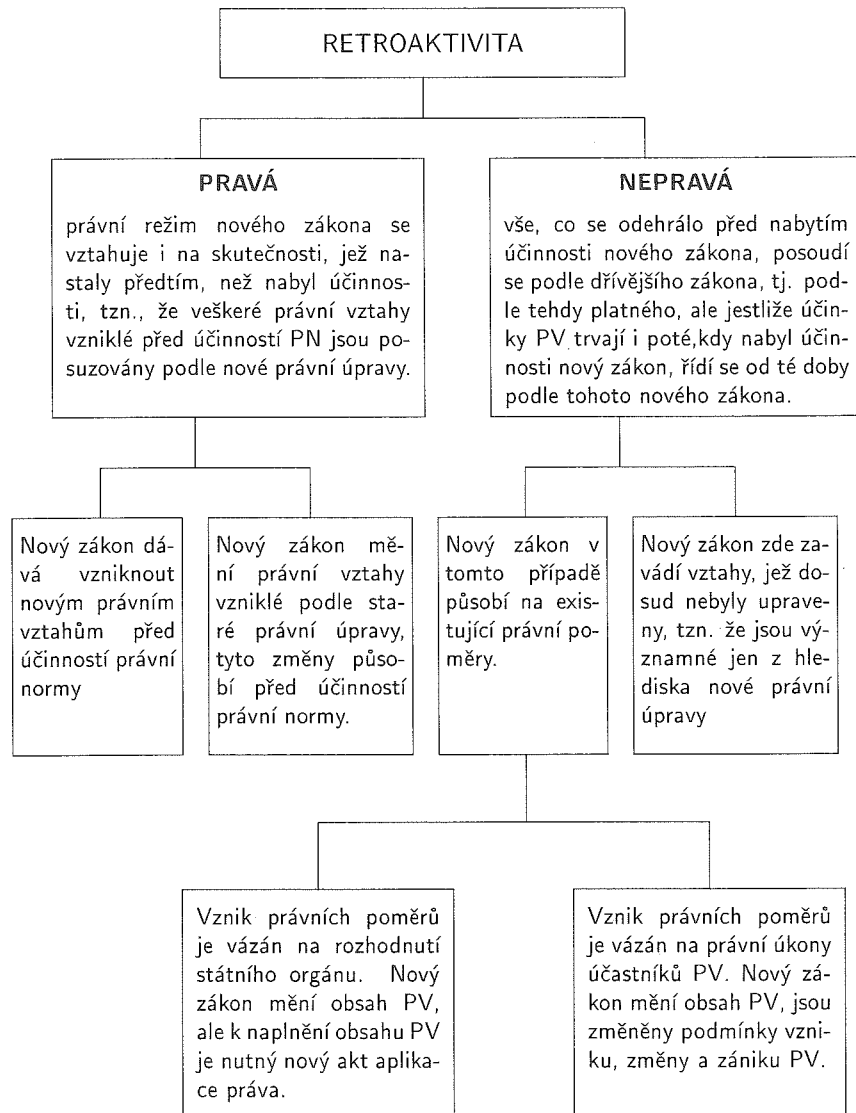 RETROAKTIVITA
PRAVÁ
právní režim nového zákona se
vztahuje i na skutečnosti, jež na-
staly předtím, než nabyl účinnos-
ti, tzn., že veškeré právní vztahy
vzniklé před účinností PN jsou po-
suzovány podle nové právní úpravy.
NEPRAVÁ
vše, co se odehrálo před nabytím
účinnosti nového zákona, posoudí
se podle dřívějšího zákona, tj. pod-
le tehdy platného, ale jestliže účin-
ky PV trvají i poté,kdy nabyl účin-
nosti nový zákon, řídí se od té doby
podle tohoto nového zákona.
Nový zákon dá-
vá vzniknout
novým právním
vztahům před
účinností právní
normy
Nový zákon mě-
ní právní vztahy
vzniklé podle sta-
ré právní úpravy,
tyto změny půso-
bí před účinností
právní normy.
Nový zákon v
tomto případě
působí na exis-
tující právní po-
měry.
Nový zákon zde za-
vádí vztahy, jež do-
sud nebyly uprave-
ny, tzn. že jsou vý-
znamné jen z hle-
diska nové právní
úpravy
Vznik právních poměrů
je vázán na rozhodnutí
státního orgánu. Nový
zákon mění obsah PV,
ale k naplnění obsahu PV
je nutný nový akt aplika-
ce práva.
Vznik právních poměrů
je vázán na právní úkony
účastníků PV. Nový zá-
kon mění obsah PV, jsou
změněny podmínky vzni-
ku, změny a zániku PV.